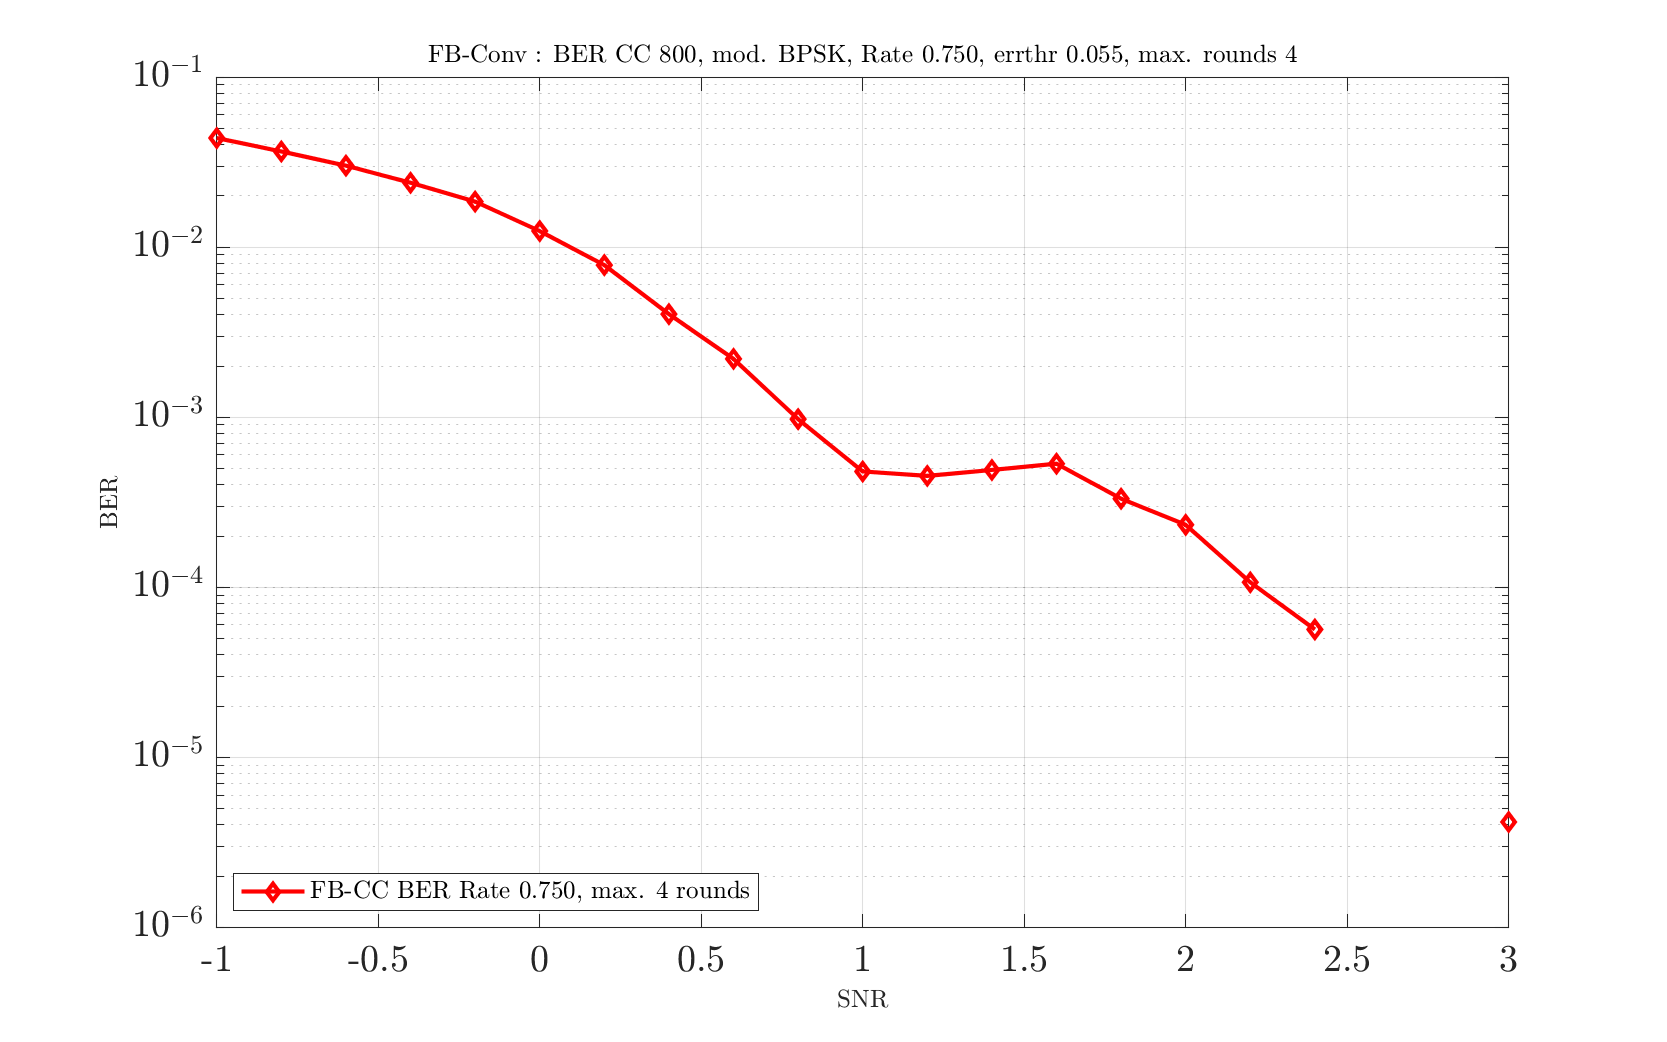 FB-Conv : BER CC 800, mod. BPSK, Rate 0.750, errthr 0.055, max. rounds 4
10^{-1}
10^{-2}
10^{-3}
10^{-4}
10^{-5}
10^{-6}
BER
FB-CC BER Rate 0.750, max. 4 rounds
-1 -0.5 0 0.5 1 1.5 2 2.5 3
SNR